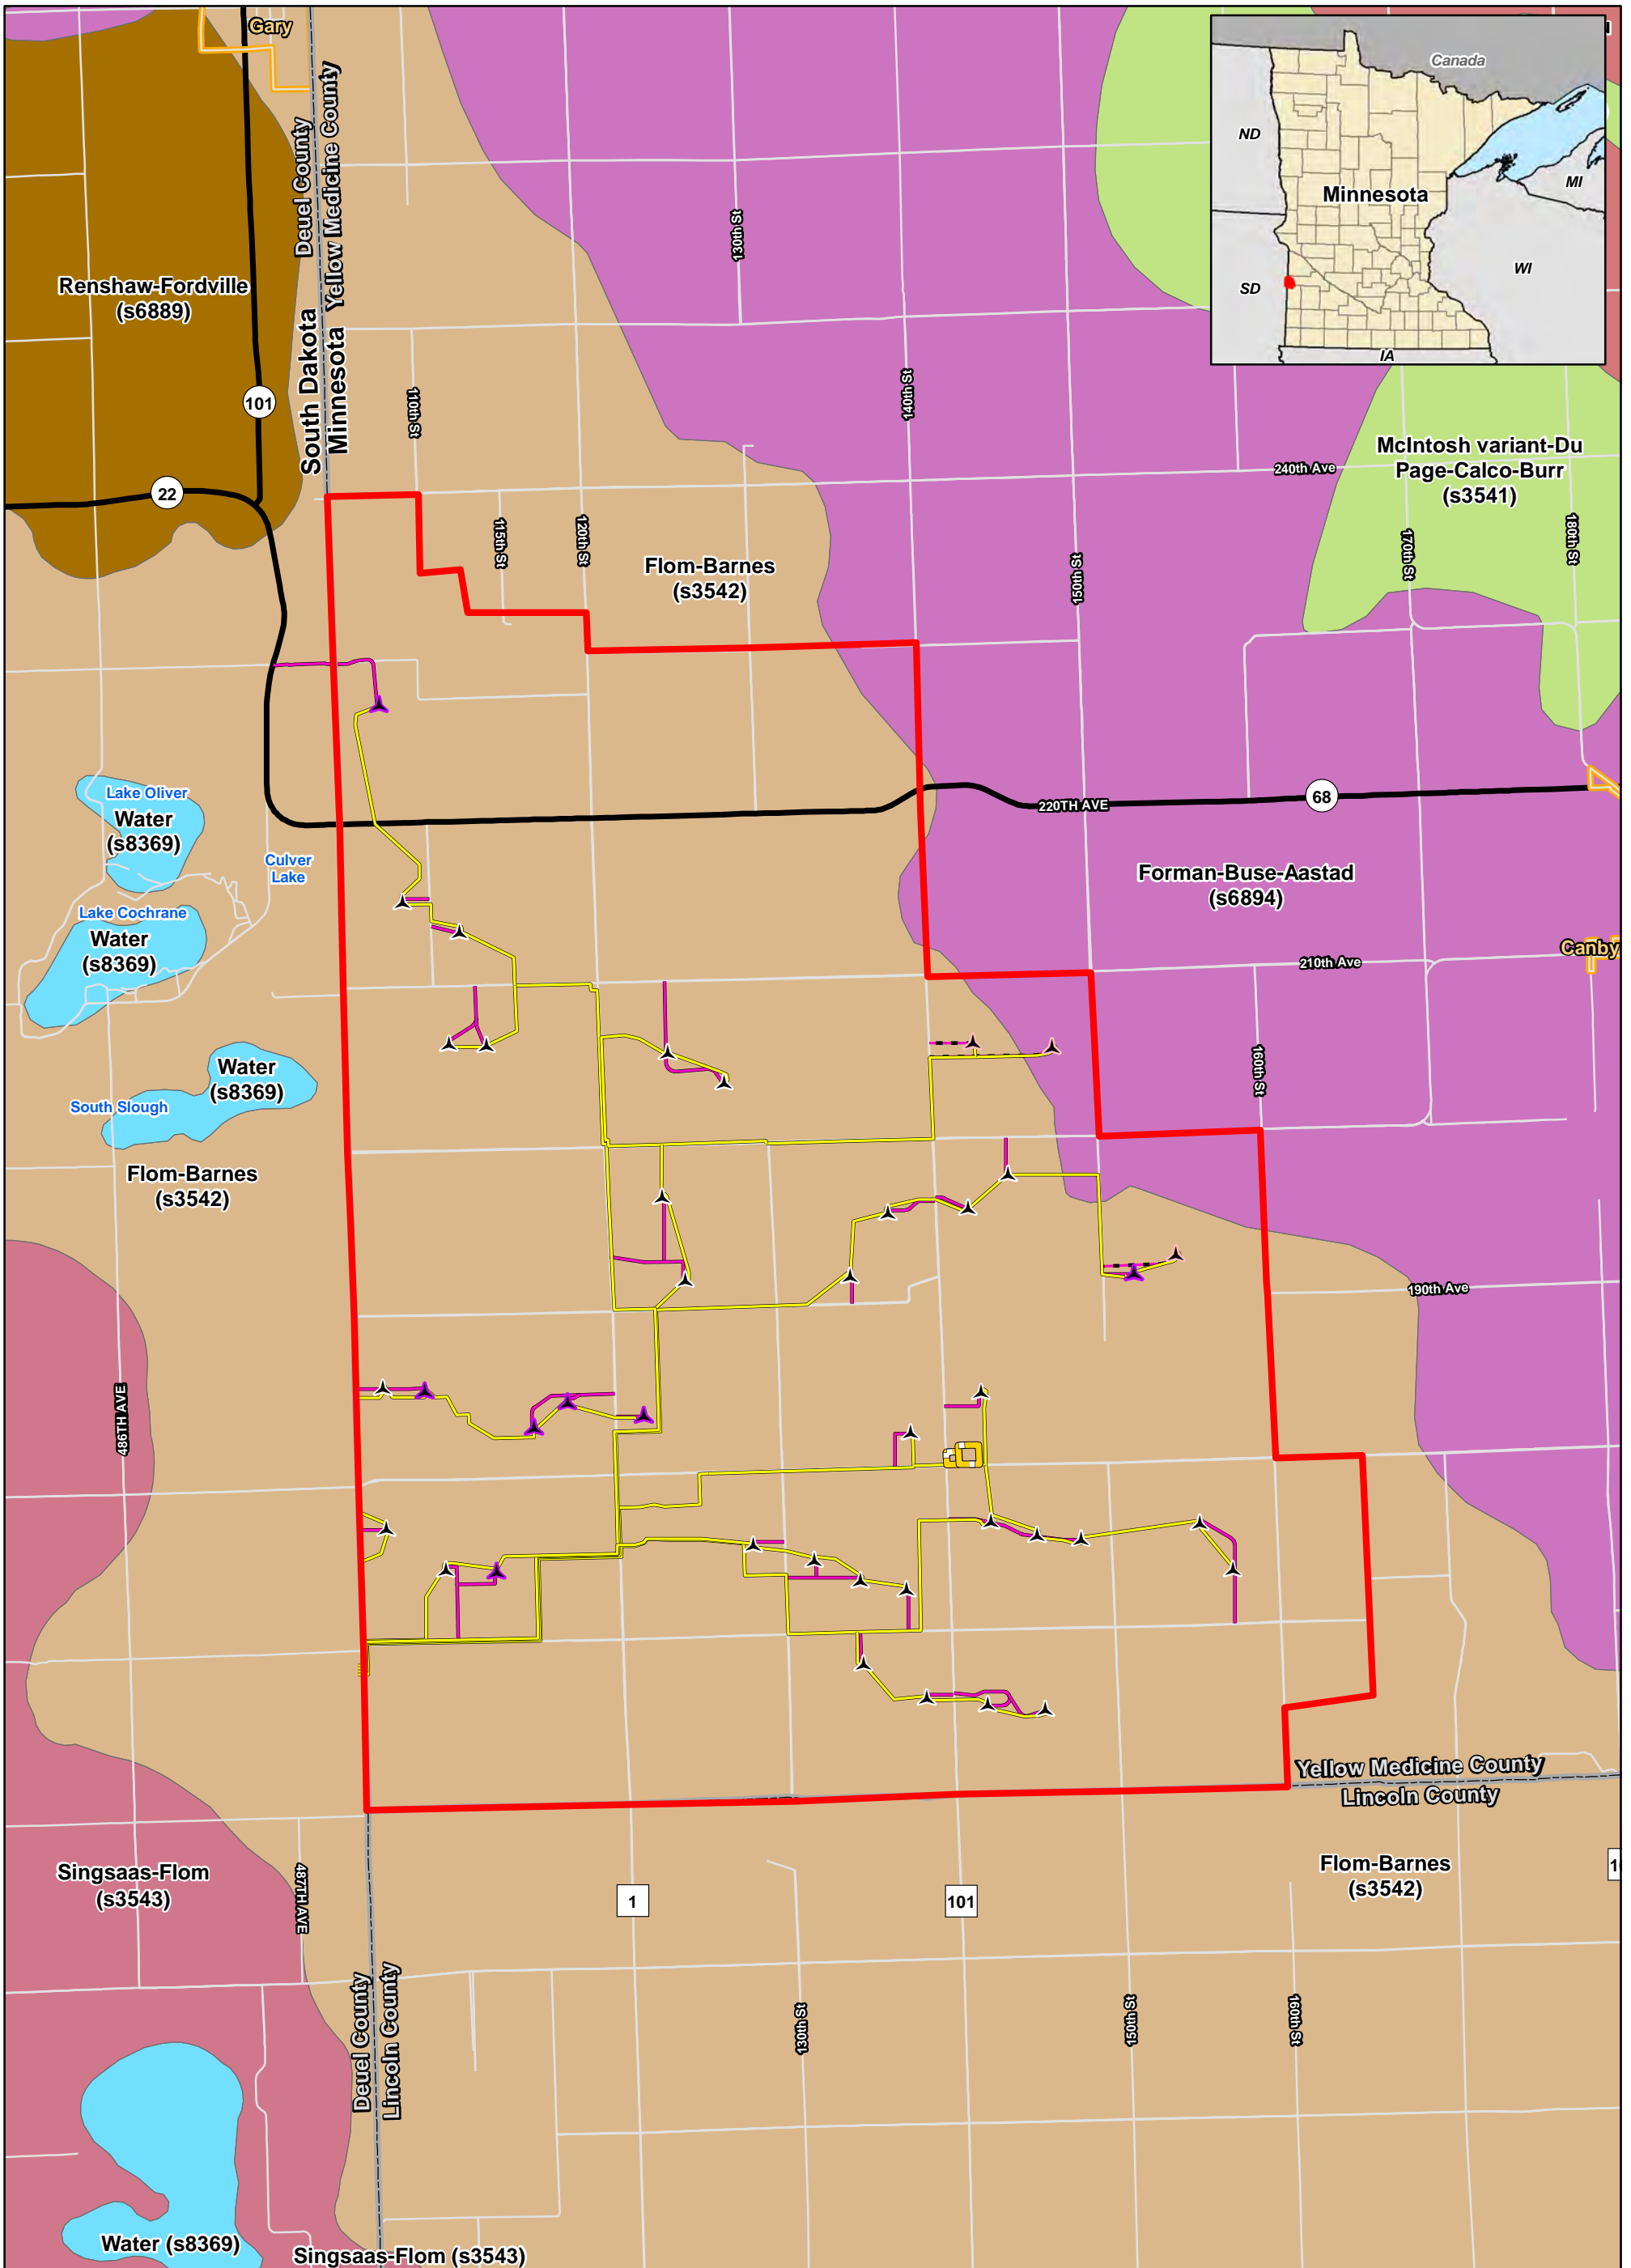 Gary
Canada
ND
Minnesota
MI
WI
SD
IA
Deuel County
Yellow Medicine County
130th St
Renshaw-Fordville
(s6889)
South Dakota
Minnesota
101
110th St
140th St
22
240th Ave
McIntosh variant-Du
Page-Calco-Burr
(s3541)
115th St
120th St
Flom-Barnes
(s3542)
150th St
170th St
180th St
Lake Oliver
Water
(s8369)
220TH AVE
68
Culver
Lake
Forman-Buse-Aastad
(s6894)
Lake Cochrane
Water
(s8369)
Canby
210th Ave
Water
(s8369)
South Slough
160th St
Flom-Barnes
(s3542)
190th Ave
486TH AVE
Yellow Medicine County
Lincoln County
Singsaas-Flom
(s3543)
487TH AVE
Flom-Barnes
(s3542)
1
101
Deuel County
Lincoln County
130th St
150th St
160th St
Water (s8369)
Singsaas-Flom (s3543)